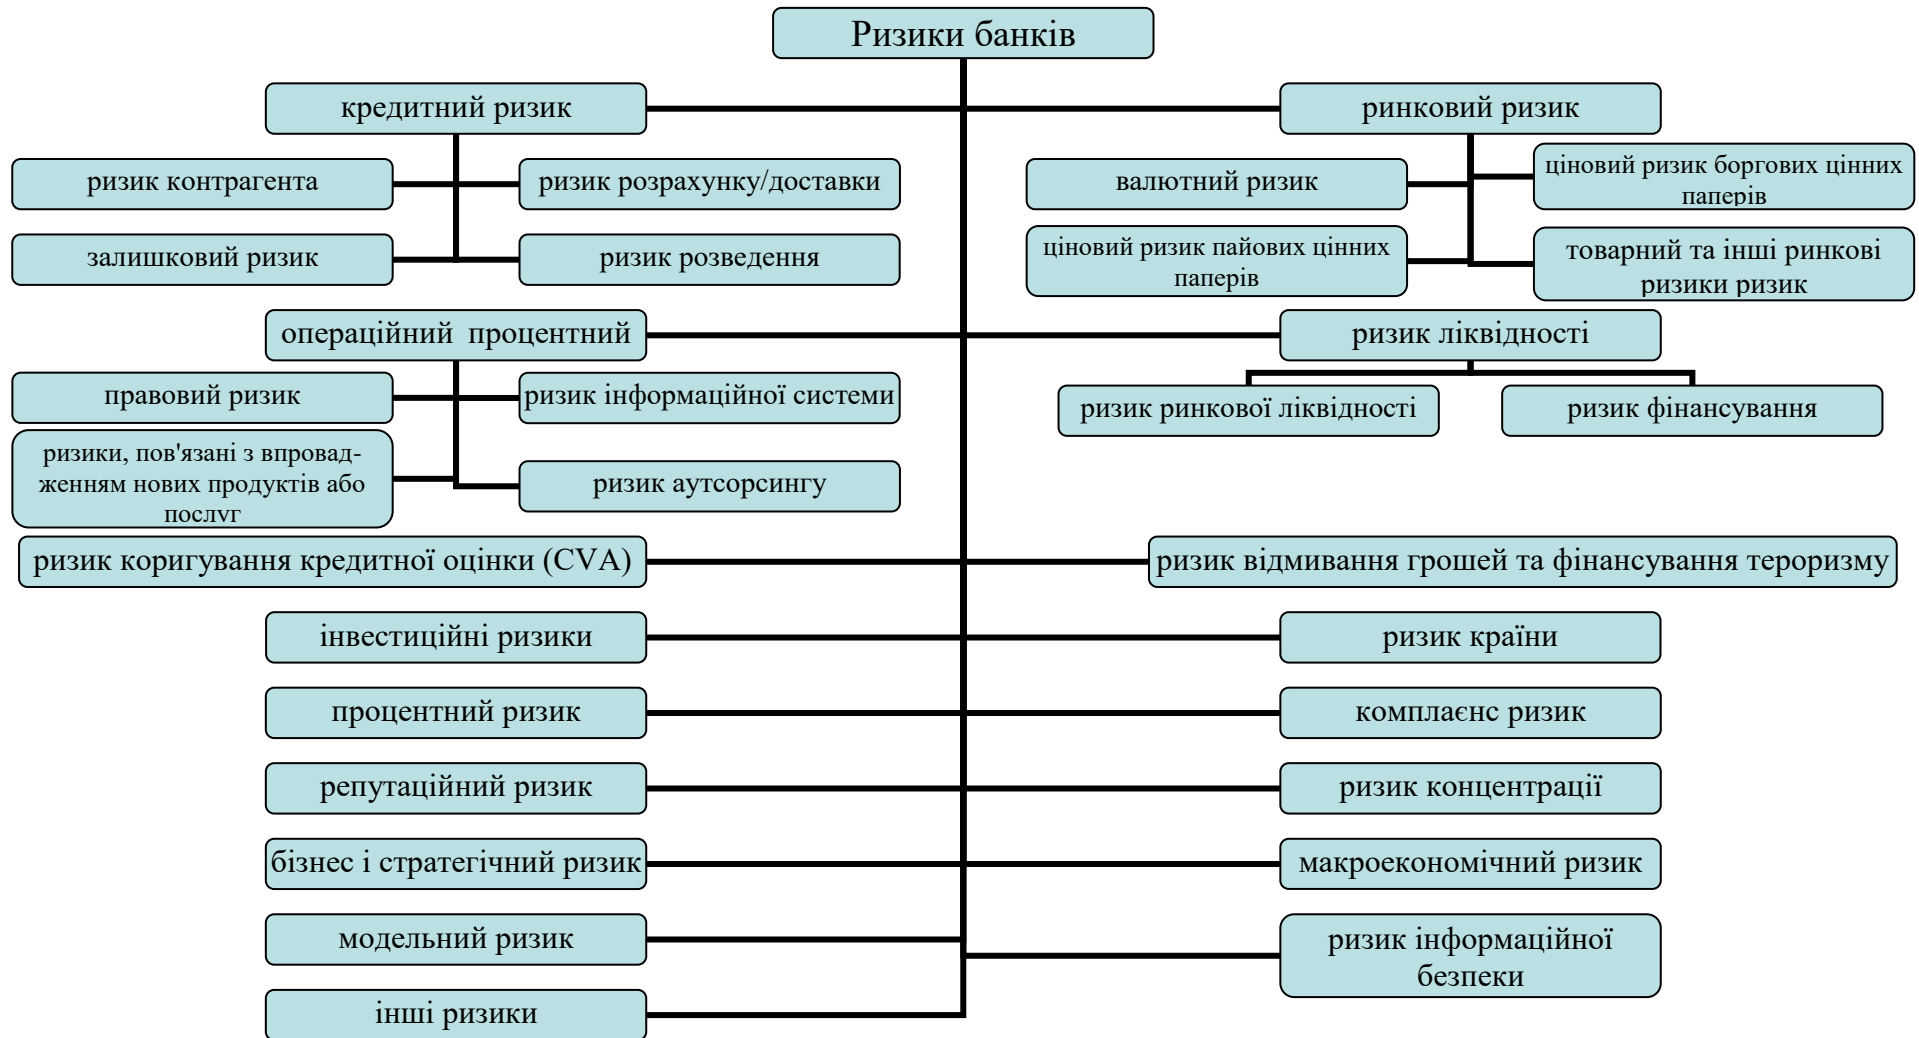 Ризики банків
кредитний ризик
ринковий ризик
ризик контрагента
ризик розрахунку/доставки
валютний ризик
ціновий ризик боргових цінних
паперів
залишковий ризик
ризик розведення
ціновий ризик пайових цінних
паперів
товарний та інші ринкові
ризики ризик
операційний процентний
ризик ліквідності
правовий ризик
ризик інформаційної системи
ризик ринкової ліквідності
ризик фінансування
ризики, пов'язані з впровад-
женням нових продуктів або
послуг
ризик аутсорсингу
ризик коригування кредитної оцінки (CVA)
ризик відмивання грошей та фінансування тероризму
інвестиційні ризики
ризик країни
процентний ризик
комплаєнс ризик
репутаційний ризик
ризик концентрації
бізнес і стратегічний ризик
макроекономічний ризик
модельний ризик
ризик інформаційної
безпеки
інші ризики